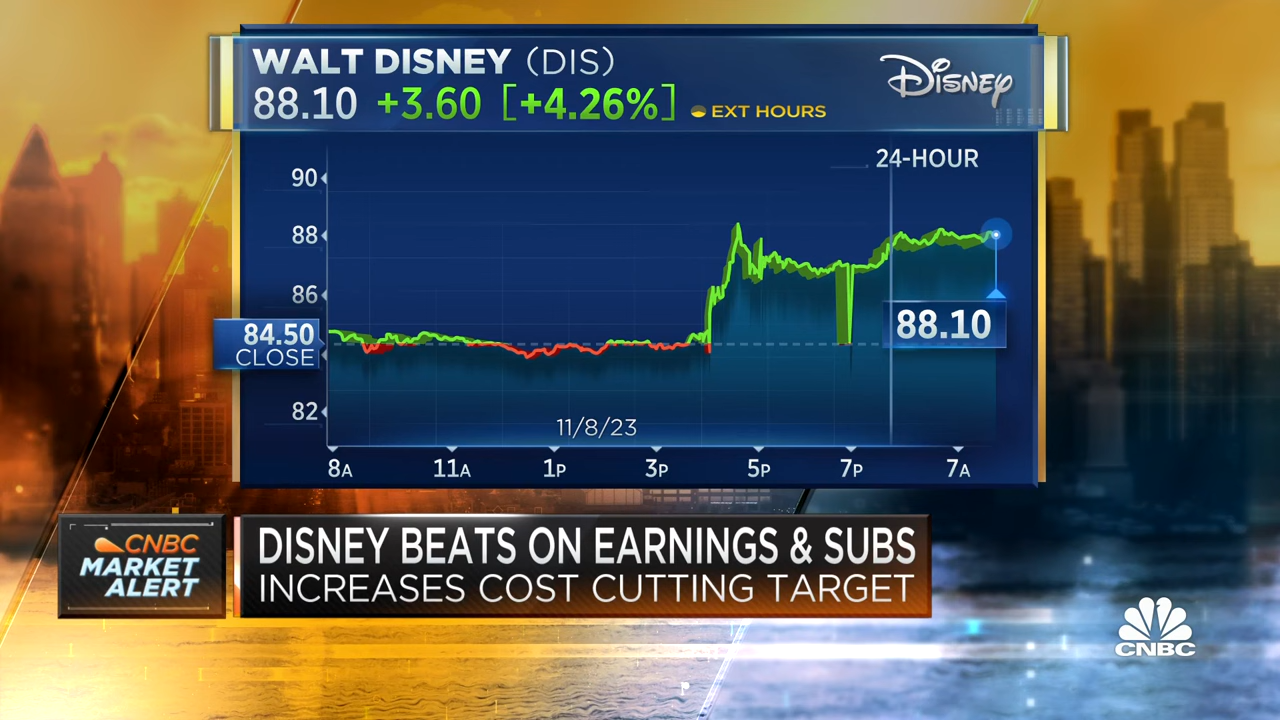 WALT DISNEY (DIS)
88.10 +3.60 [+4.26%] EXT HOURS
Disney
24-HOUR
90
88
86
84.50
CLOSE
88.10
82
11/8/23
8A 11A 1P 3P 5P 7P 7A
CNBC
MARKET
ALERT
DISNEY BEATS ON EARNINGS & SUBS
INCREASES COST CUTTING TARGET
CNBC
P